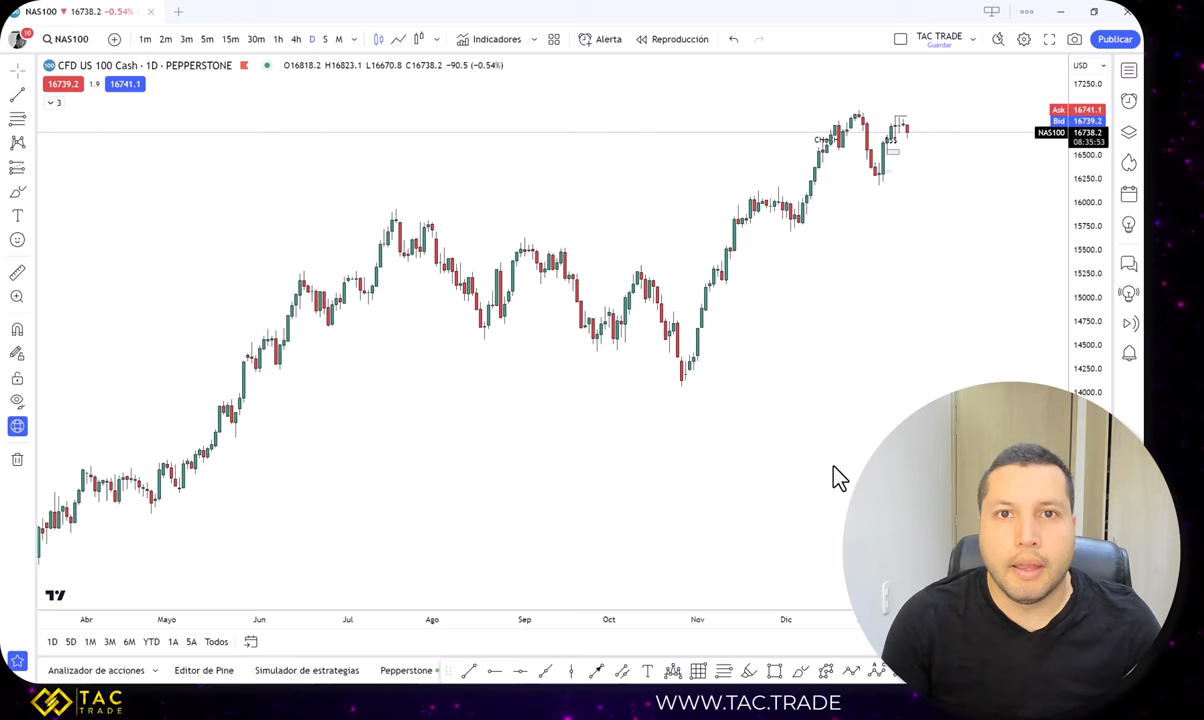 NAS100 16738.2 −0.54%
10
NAS100
1m 2m 3m 5m 15m 30m 1h 4h D S M
Indicadores
Alerta
Reproducción
TAC TRADE
Guardar
Publicar
100 CFD US 100 Cash · 1D · PEPPERSTONE
O16818.2 H16823.1 L16670.8 C16738.2 −90.5 (−0.54%)
USD
16739.2 1.9 16741.1
3
17250.0
Ask 16741.1
Bid 16739.2
NAS100 16738.2
08:35:53
16500.0
16250.0
16000.0
15750.0
15500.0
15250.0
15000.0
14750.0
14500.0
14250.0
14000.0
Abr Mayo Jun Jul Ago Sep Oct Nov Dic
1D 5D 1M 3M 6M YTD 1A 5A Todos
Analizador de acciones
Editor de Pine
Simulador de estrategias
Pepperstone
TAC
TRADE
WWW.TAC.TRADE